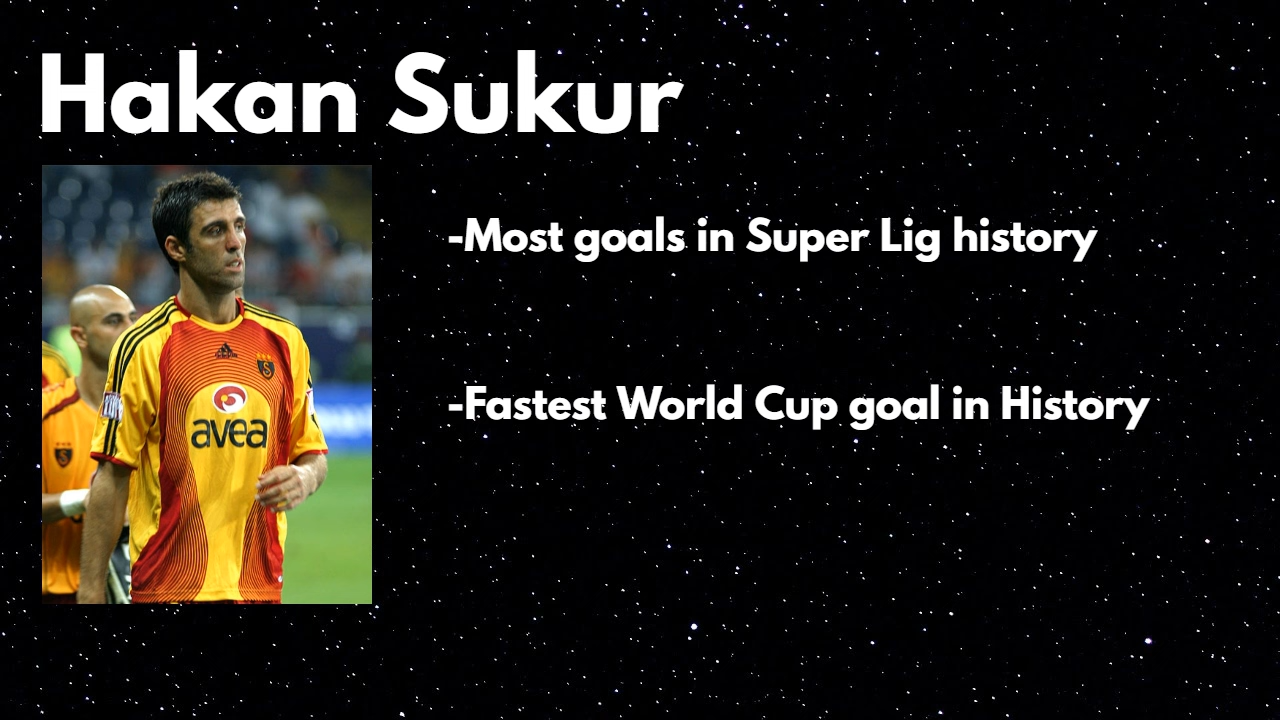 Hakan Sukur
-Most goals in Super Lig history
-Fastest World Cup goal in History
avea